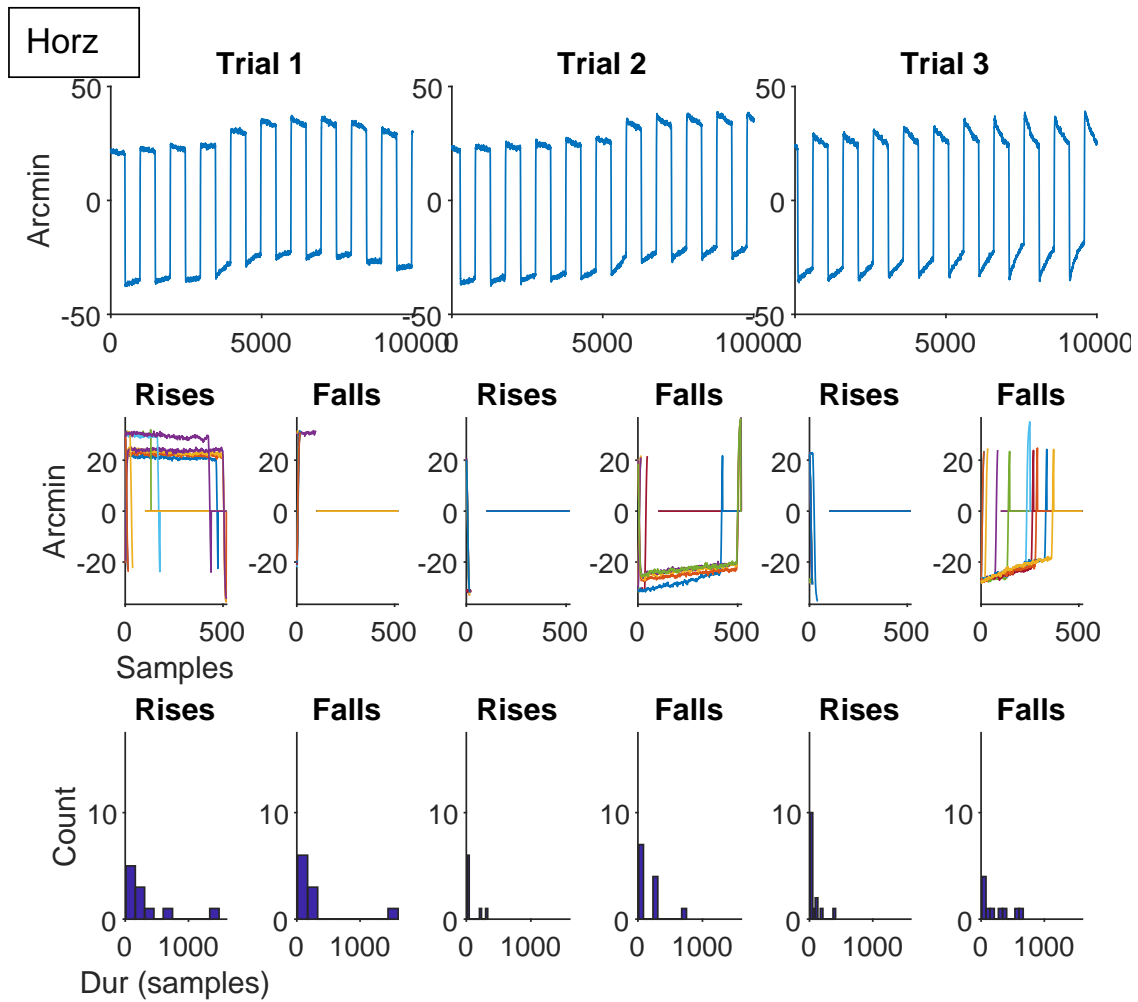 Horz
Trial 1 Trial 2 Trial 3
50 50 50
Arcmin
0 0 0
-50 -50 -50
0 5000 10000 0 5000 10000 0 5000 10000
Rises Falls Rises Falls Rises Falls
Arcmin
20 20 20 20 20 20
0 0 0 0 0 0
-20 -20 -20 -20 -20 -20
0 500 0 500 0 500 0 500 0 500 0 500
Samples
Rises Falls Rises Falls Rises Falls
Count
10 10 10 10 10 10
0 0 0 0 0 0
0 1000 0 1000 0 1000 0 1000 0 1000 0 1000
Dur (samples)